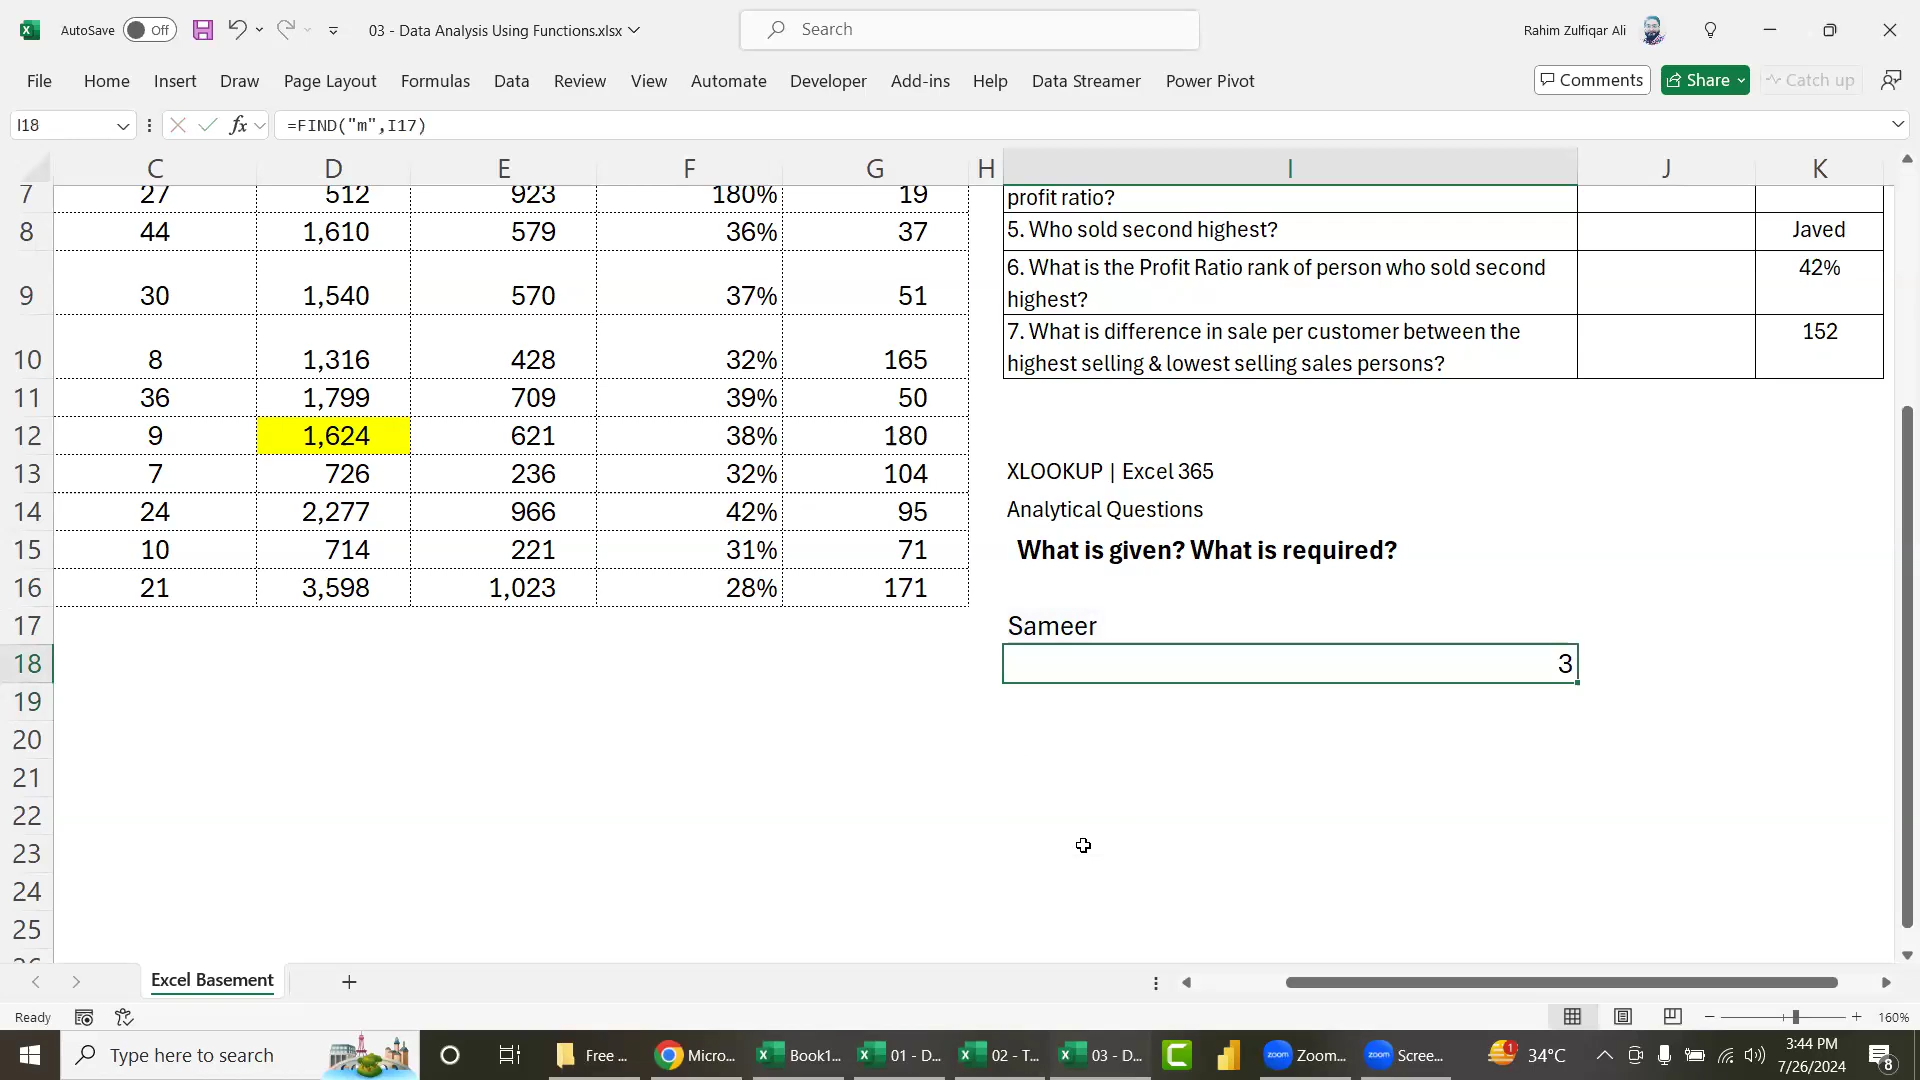 AutoSave Off 03 - Data Analysis Using Functions.xlsx Search Rahim Zulfiqar Ali
File Home Insert Draw Page Layout Formulas Data Review View Automate Developer Add-ins Help Data Streamer Power Pivot Comments Share Catch up
I18 fx =FIND("m",I17)
C D E F G H I J K
7 27 512 923 180% 19 profit ratio?
8 44 1,610 579 36% 37 5. Who sold second highest? Javed
9 30 1,540 570 37% 51 6. What is the Profit Ratio rank of person who sold second 42%
highest?
10 8 1,316 428 32% 165 7. What is difference in sale per customer between the 152
highest selling & lowest selling sales persons?
11 36 1,799 709 39% 50
12 9 1,624 621 38% 180
13 7 726 236 32% 104 XLOOKUP | Excel 365
14 24 2,277 966 42% 95 Analytical Questions
15 10 714 221 31% 71 What is given? What is required?
16 21 3,598 1,023 28% 171
17 Sameer
18 3
19
20
21
22
23
24
25
26
Excel Basement
Ready 160%
Type here to search Free ... Micro... Book1... 01 - D... 02 - T... 03 - D... zoom Zoom... zoom Scree... 1 34°C 3:44 PM
7/26/2024 8